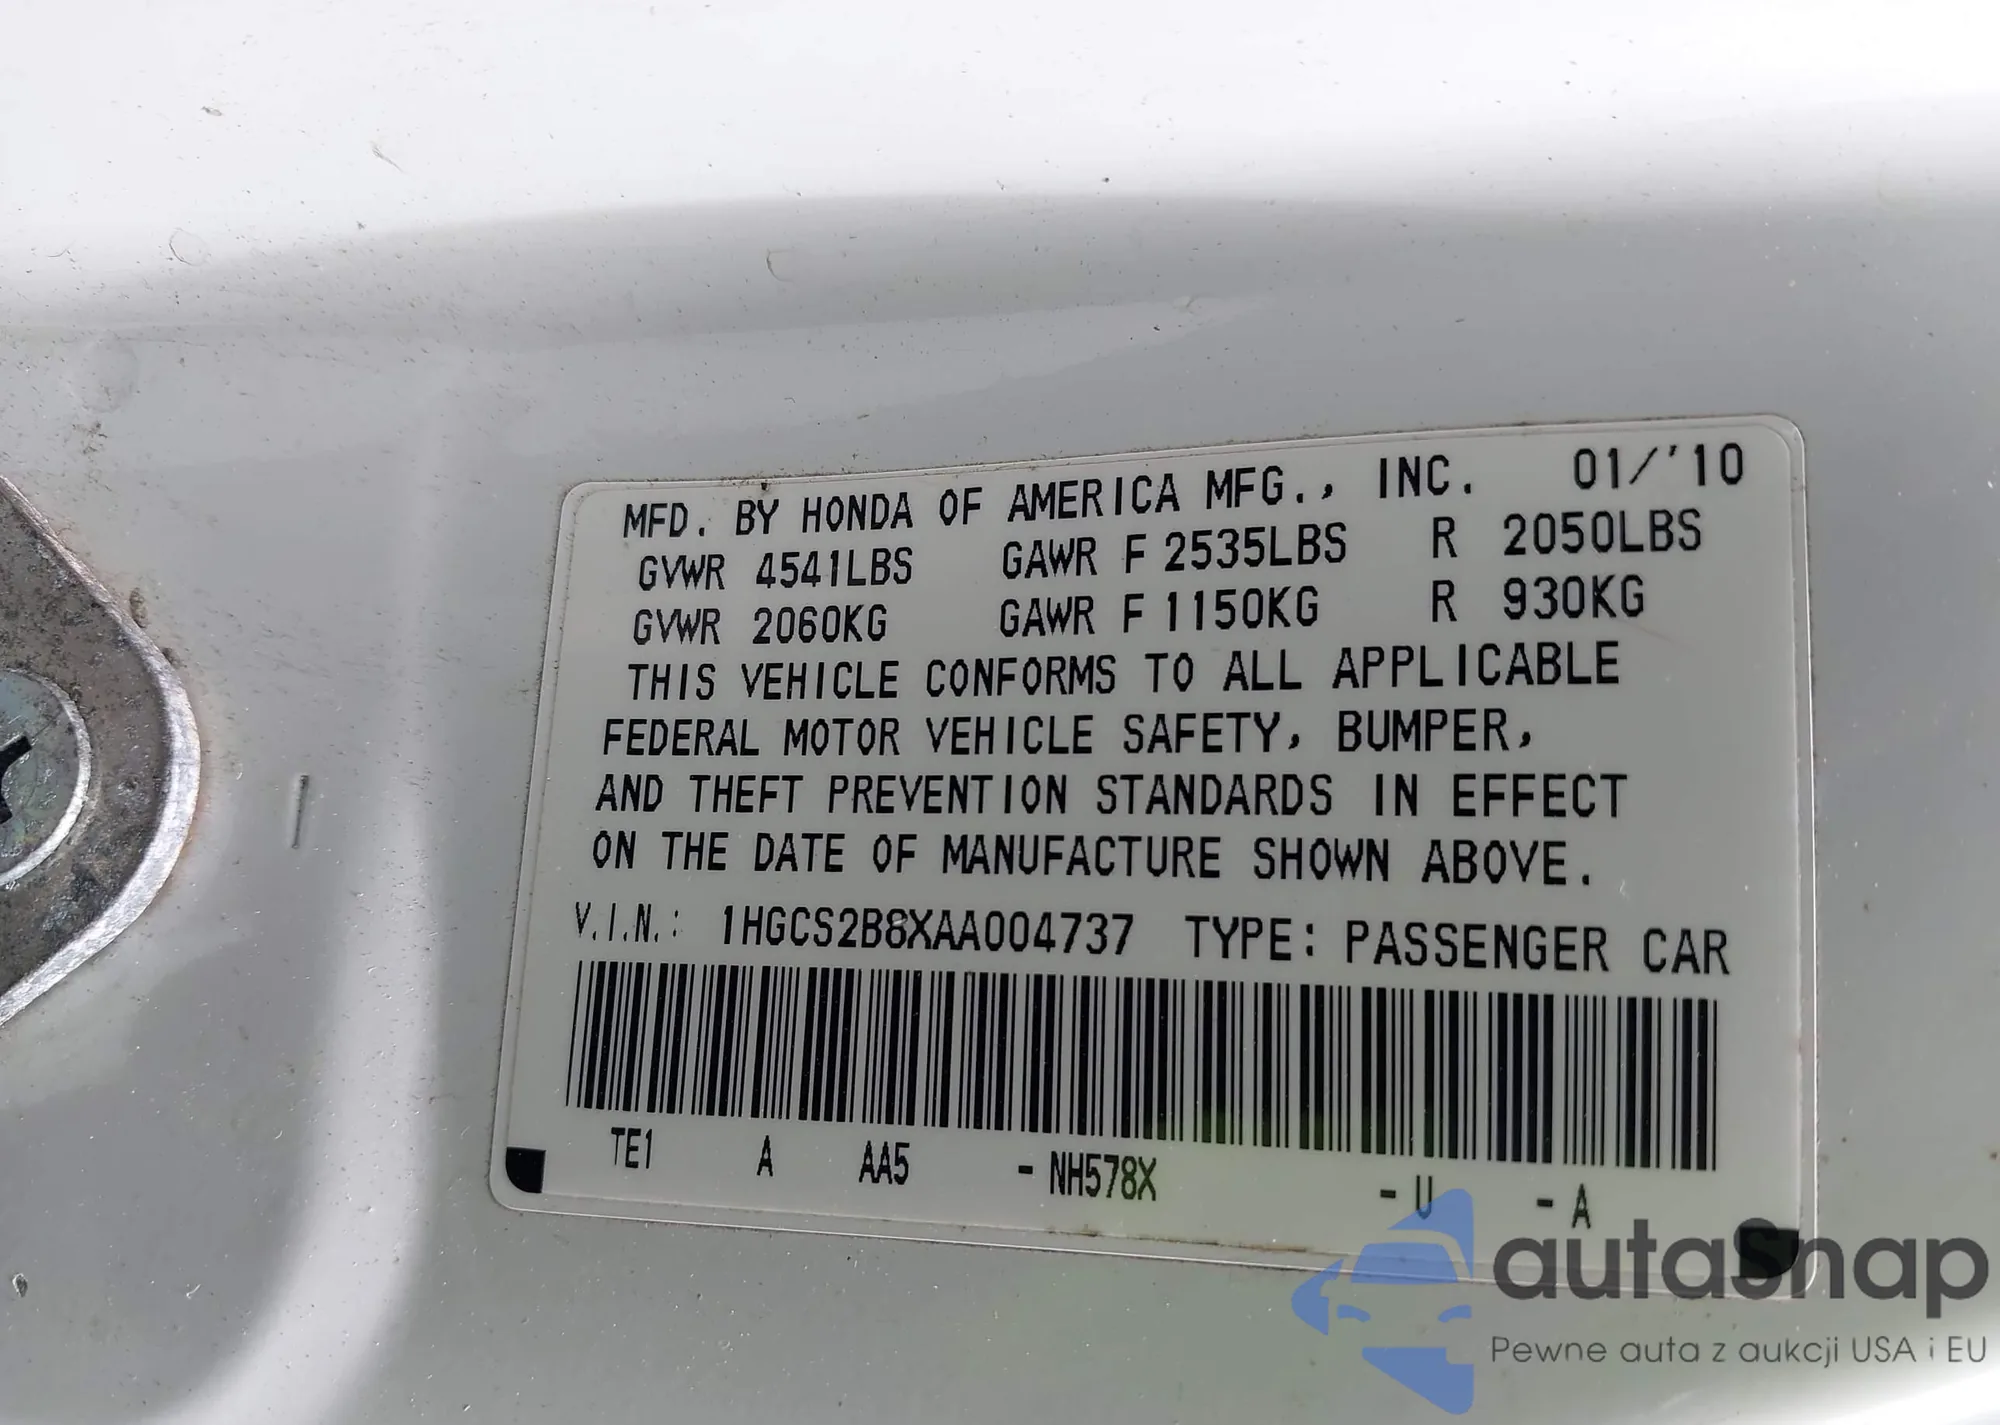 MFD. BY HONDA OF AMERICA MFG., INC. 01/'10
GVWR 4541LBS GAWR F 2535LBS R 2050LBS
GVWR 2060KG GAWR F 1150KG R 930KG
THIS VEHICLE CONFORMS TO ALL APPLICABLE
FEDERAL MOTOR VEHICLE SAFETY, BUMPER,
AND THEFT PREVENTION STANDARDS IN EFFECT
ON THE DATE OF MANUFACTURE SHOWN ABOVE.
V.I.N.: 1HGCS2B8XAA004737 TYPE: PASSENGER CAR
TE1 A AA5 - NH578X - U - A
autasnap
Pewne auta z aukcji USA i EU